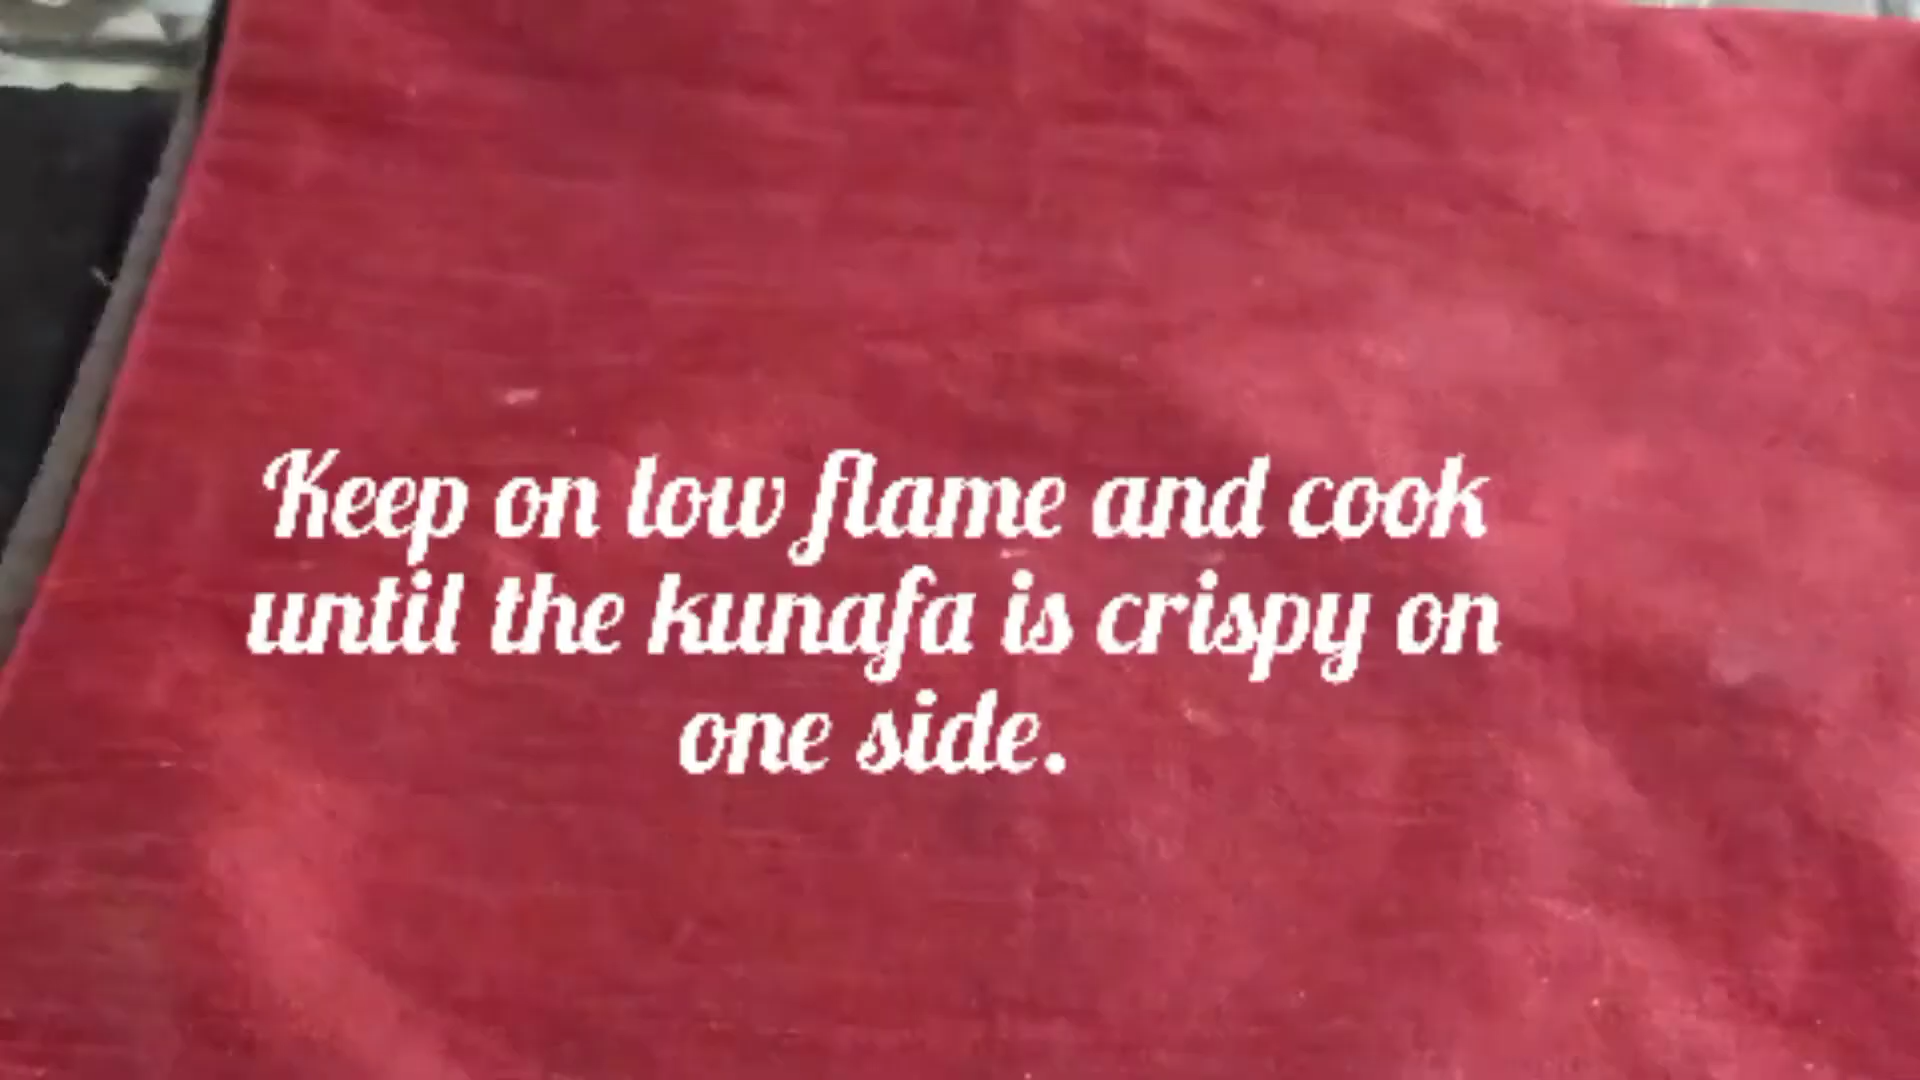 Keep on low flame and cook
until the kunafa is crispy on
one side.